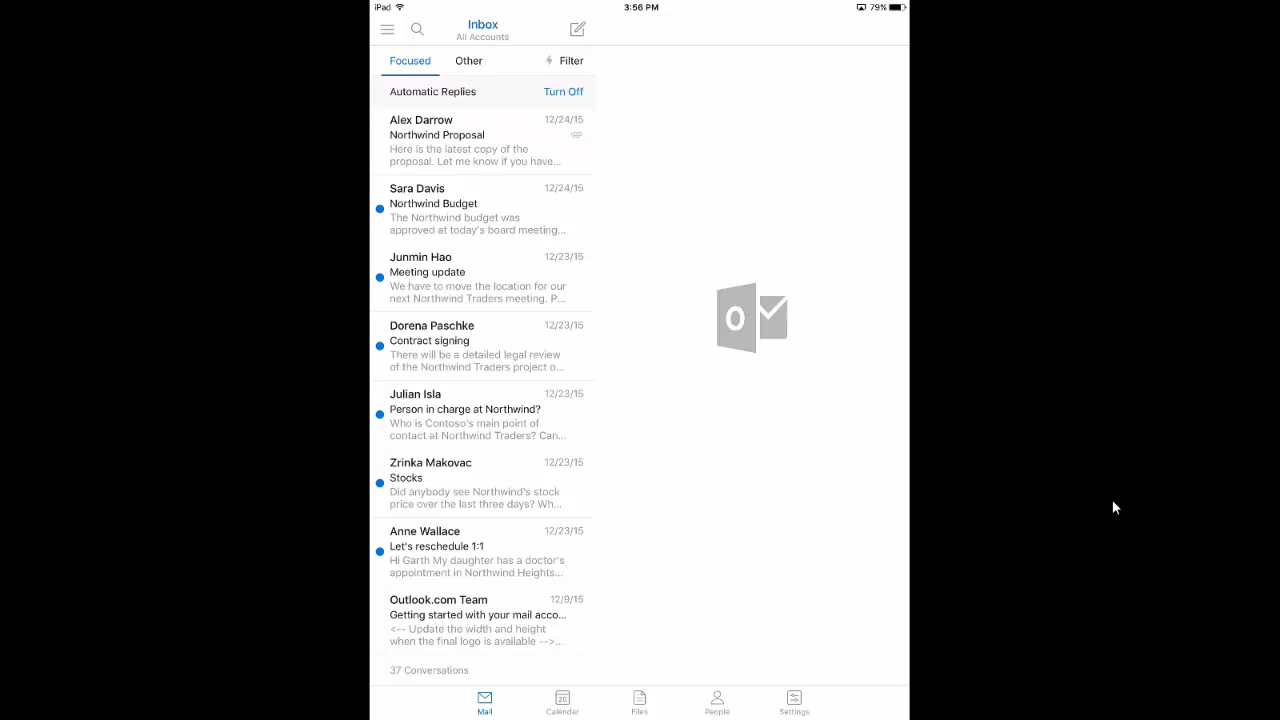 iPad 3:56 PM 79%
Inbox
All Accounts
Focused Other Filter
Automatic Replies Turn Off
Alex Darrow 12/24/15
Northwind Proposal
Here is the latest copy of the
proposal. Let me know if you have...
Sara Davis 12/24/15
Northwind Budget
The Northwind budget was
approved at today's board meeting...
Junmin Hao 12/23/15
Meeting update
We have to move the location for our
next Northwind Traders meeting. P...
Dorena Paschke 12/23/15
Contract signing
There will be a detailed legal review
of the Northwind Traders project o...
Julian Isla 12/23/15
Person in charge at Northwind?
Who is Contoso's main point of
contact at Northwind Traders? Can...
Zrinka Makovac 12/23/15
Stocks
Did anybody see Northwind's stock
price over the last three days? Wh...
Anne Wallace 12/23/15
Let's reschedule 1:1
Hi Garth My daughter has a doctor's
appointment in Northwind Heights...
Outlook.com Team 12/9/15
Getting started with your mail acco...
<-- Update the width and height
when the final logo is available -->...
37 Conversations
O
20
Mail Calendar Files People Settings